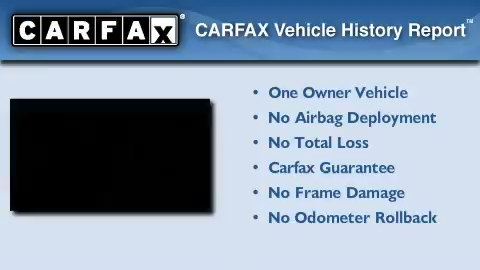 CARFAX® CARFAX Vehicle History Report™
• One Owner Vehicle
• No Airbag Deployment
• No Total Loss
• Carfax Guarantee
• No Frame Damage
• No Odometer Rollback